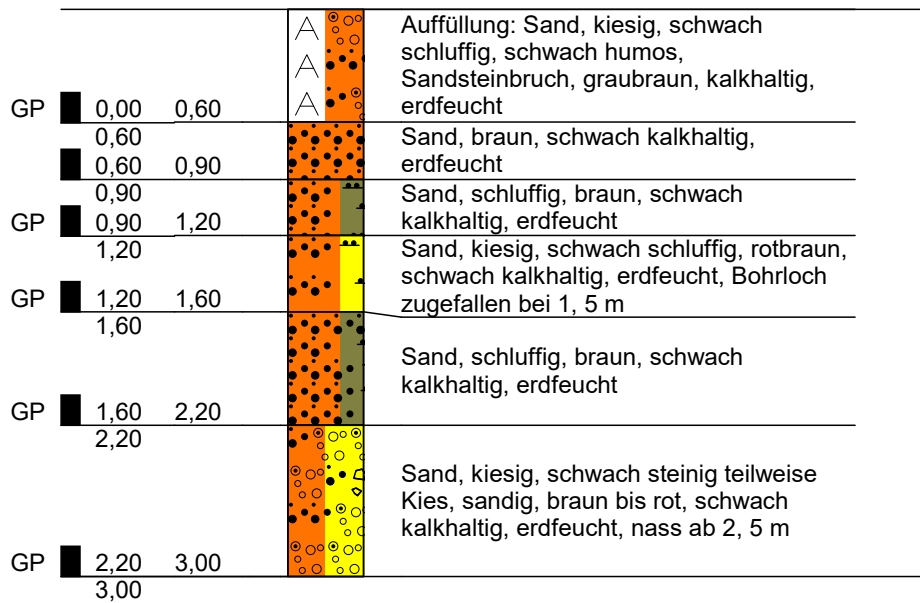 A
A
A
Auffüllung: Sand, kiesig, schwach
schluffig, schwach humos,
Sandsteinbruch, graubraun, kalkhaltig,
erdfeucht
GP 0,00 0,60
0,60
Sand, braun, schwach kalkhaltig,
erdfeucht
GP 0,60 0,90
0,90
Sand, schluffig, braun, schwach
kalkhaltig, erdfeucht
GP 0,90 1,20
1,20
Sand, kiesig, schwach schluffig, rotbraun,
schwach kalkhaltig, erdfeucht, Bohrloch
zugefallen bei 1, 5 m
GP 1,20 1,60
1,60
Sand, schluffig, braun, schwach
kalkhaltig, erdfeucht
GP 1,60 2,20
2,20
Sand, kiesig, schwach steinig teilweise
Kies, sandig, braun bis rot, schwach
kalkhaltig, erdfeucht, nass ab 2, 5 m
GP 2,20 3,00
3,00